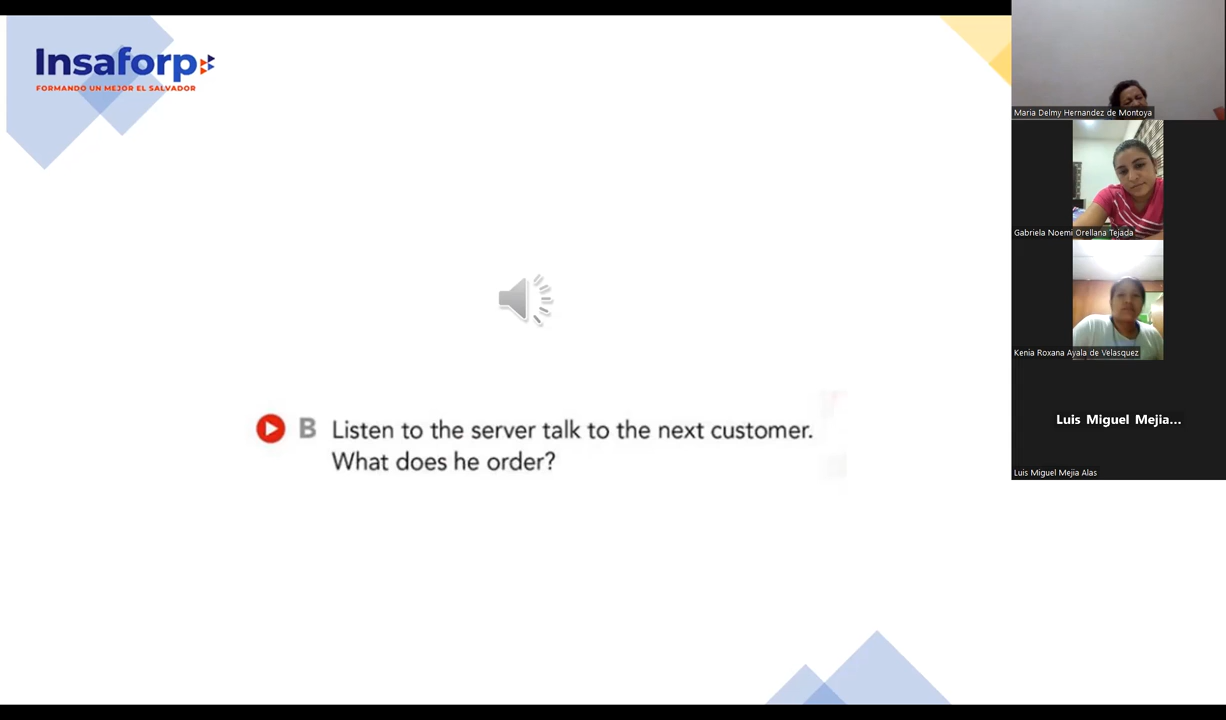 Insaforp
FORMANDO UN MEJOR EL SALVADOR
B Listen to the server talk to the next customer.
What does he order?
Maria Delmy Hernandez de Montoya
Gabriela Noemi Orellana Tejada
Kenia Roxana Ayala de Velasquez
Luis Miguel Mejia...
Luis Miguel Mejia Alas